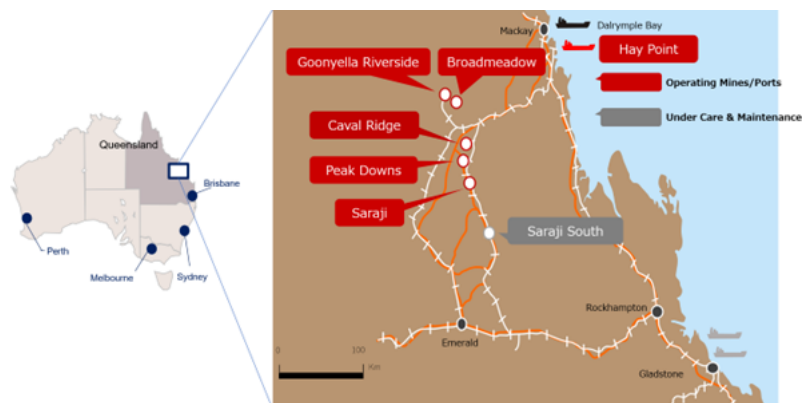 Dalrymple Bay
Mackay
Hay Point
Goonyella Riverside
Broadmeadow
Operating Mines/Ports
Caval Ridge
Under Care & Maintenance
Queensland
Peak Downs
Brisbane
Saraji
Saraji South
Perth
Sydney
Melbourne
Rockhampton
Emerald
0
100
Km
Gladstone